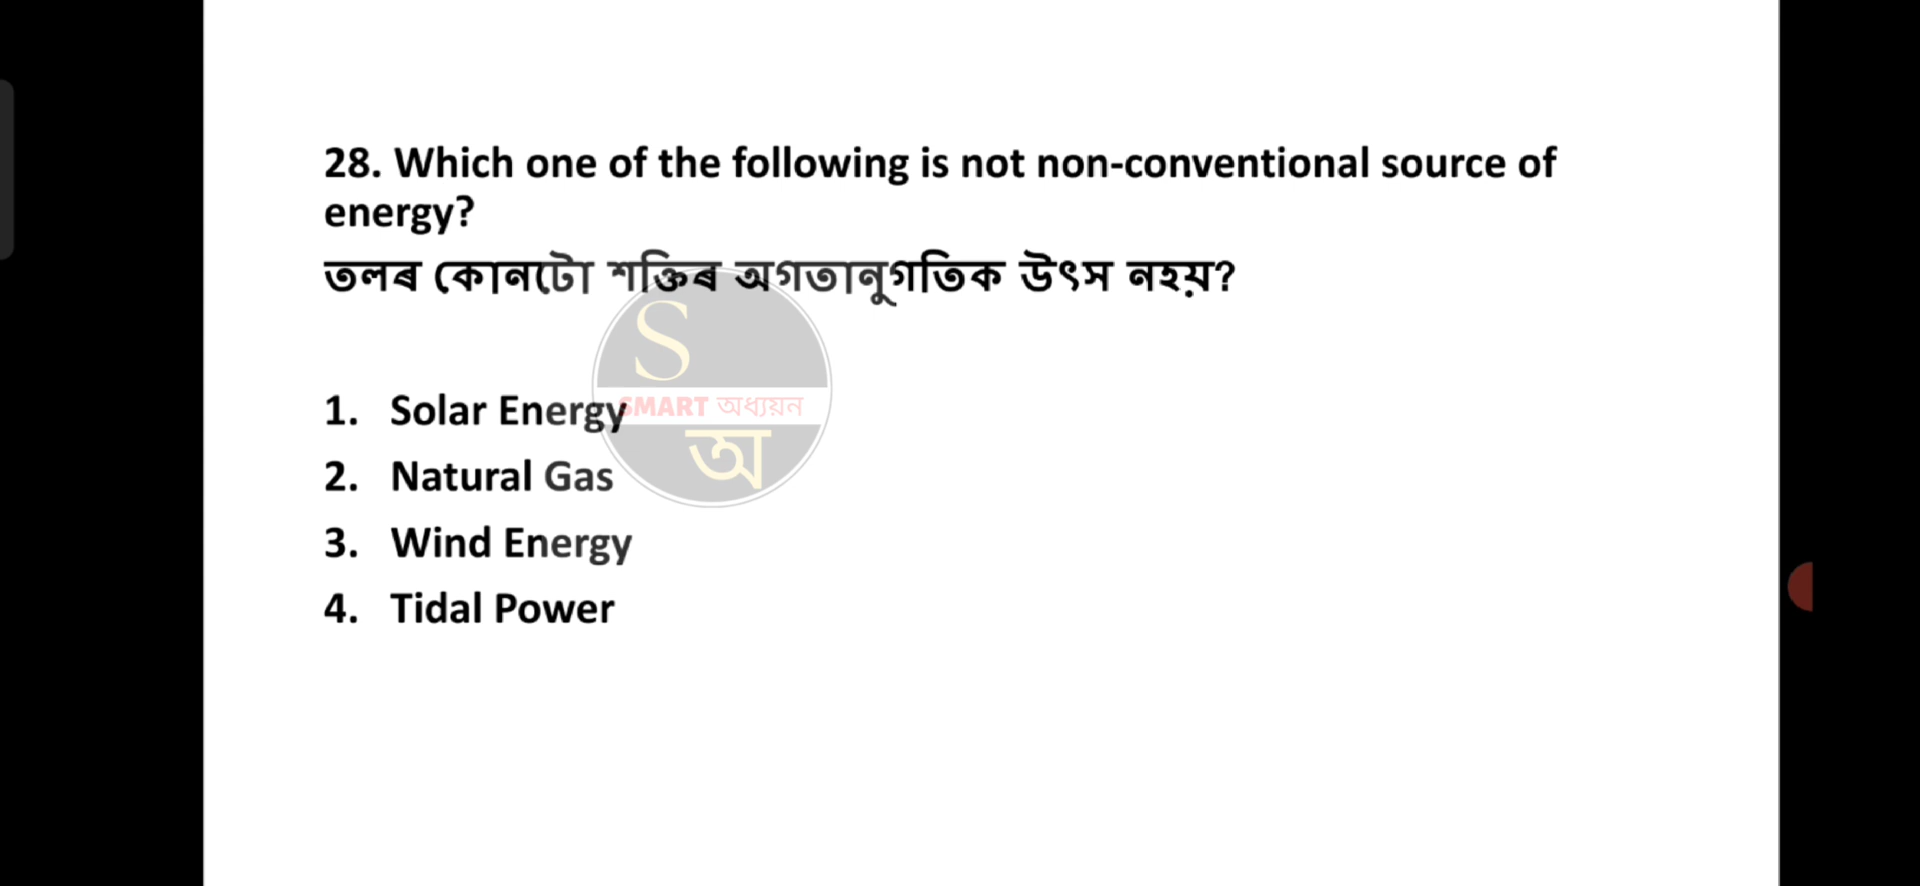 28. Which one of the following is not non-conventional source of
energy?
তলৰ কোনটো শক্তিৰ অগতানুগতিক উৎস নহয়?
S
1. Solar Energy
SMART অধ্যয়ন
অ
2. Natural Gas
3. Wind Energy
4. Tidal Power